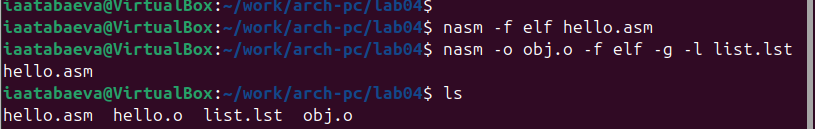 iaatabaeva@VirtualBox:~/work/arch-pc/lab04$
iaatabaeva@VirtualBox:~/work/arch-pc/lab04$ nasm -f elf hello.asm
iaatabaeva@VirtualBox:~/work/arch-pc/lab04$ nasm -o obj.o -f elf -g -l list.lst
hello.asm
iaatabaeva@VirtualBox:~/work/arch-pc/lab04$ ls
hello.asm  hello.o  list.lst  obj.o